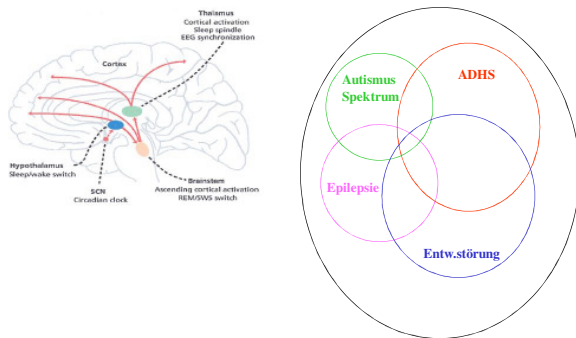 Thalamus
Cortical activation
Sleep spindle
EEG synchronization
Cortex
Hypothalamus
Sleep/wake switch
SCN
Circadian clock
Brainstem
Ascending cortical activation
REM/SWS switch
Autismus
Spektrum
ADHS
Epilepsie
Entw.störung